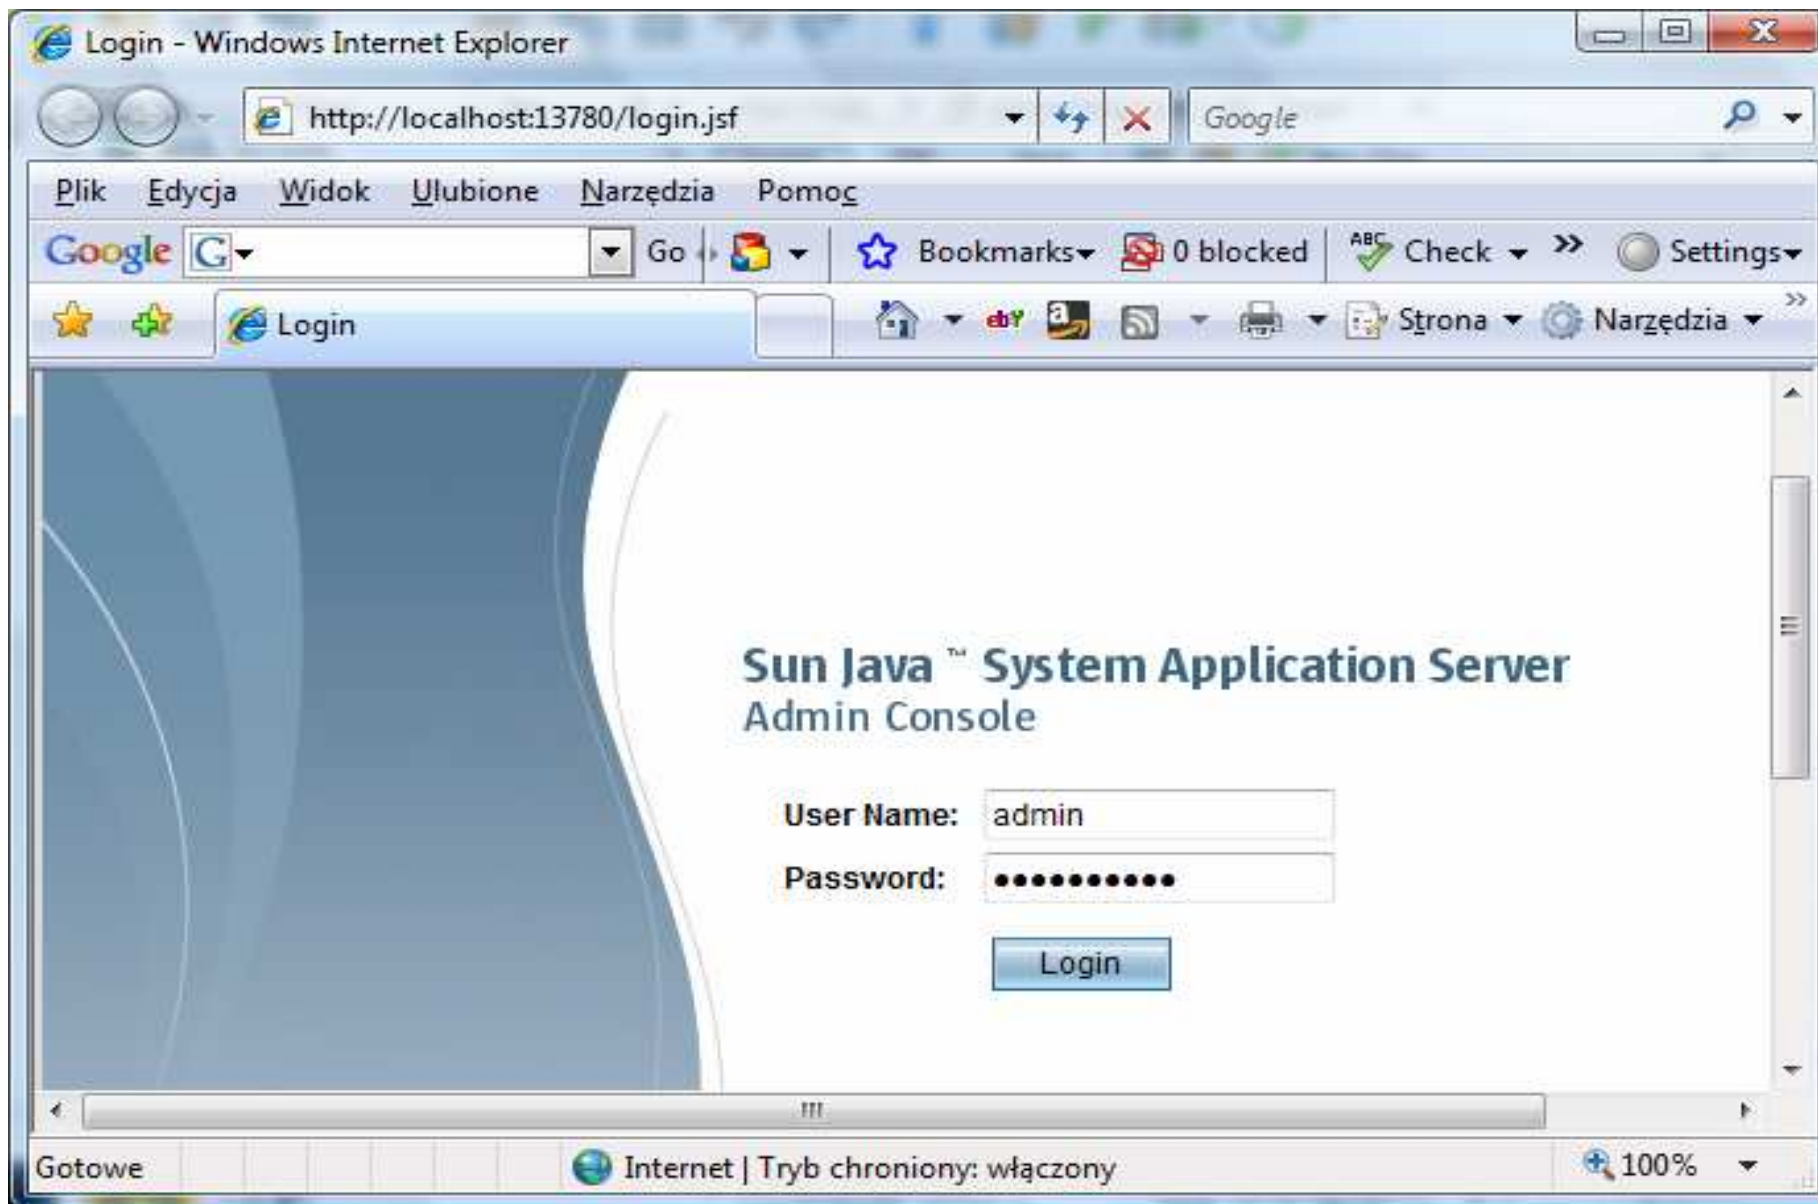 Login - Windows Internet Explorer
http://localhost:13780/login.jsf Google
Plik Edycja Widok Ulubione Narzędzia Pomoc
Google G Go Bookmarks 0 blocked ABC Check » Settings
Login ebY a Strona Narzędzia »
Sun Java ™ System Application Server
Admin Console
User Name: admin
Password: ••••••••••
Login
Gotowe Internet | Tryb chroniony: włączony 100%